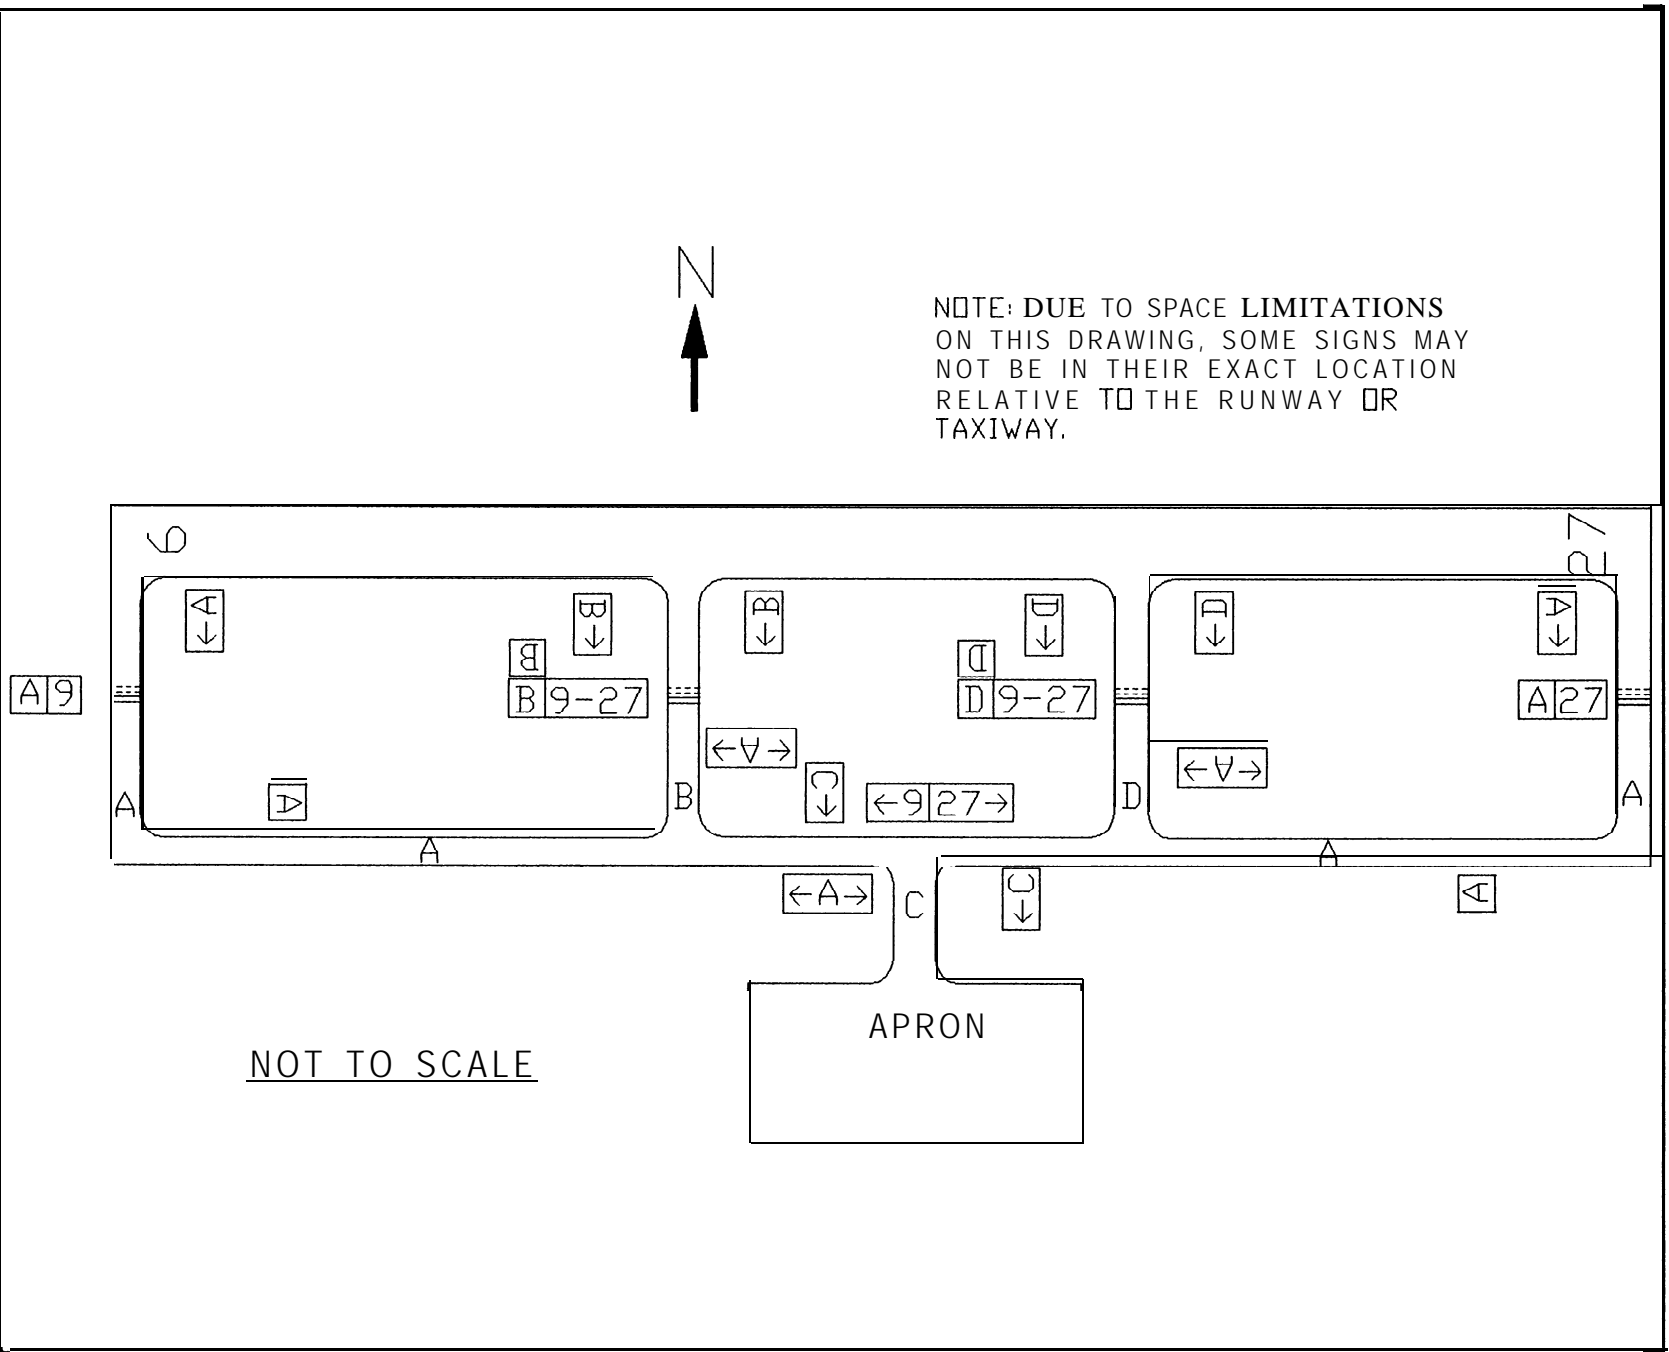 N
NOTE: DUE TO SPACE LIMITATIONS
ON THIS DRAWING, SOME SIGNS MAY
NOT BE IN THEIR EXACT LOCATION
RELATIVE TO THE RUNWAY OR
TAXIWAY.
9
27
A↓
B↓
B↓
D↓
D↓
A↓
B
D
A 9
B 9-27
D 9-27
A 27
←A→
←A→
A
A
C↓
←9 27→
B
D
A
A
A
←A→
C
C↓
A
APRON
NOT TO SCALE